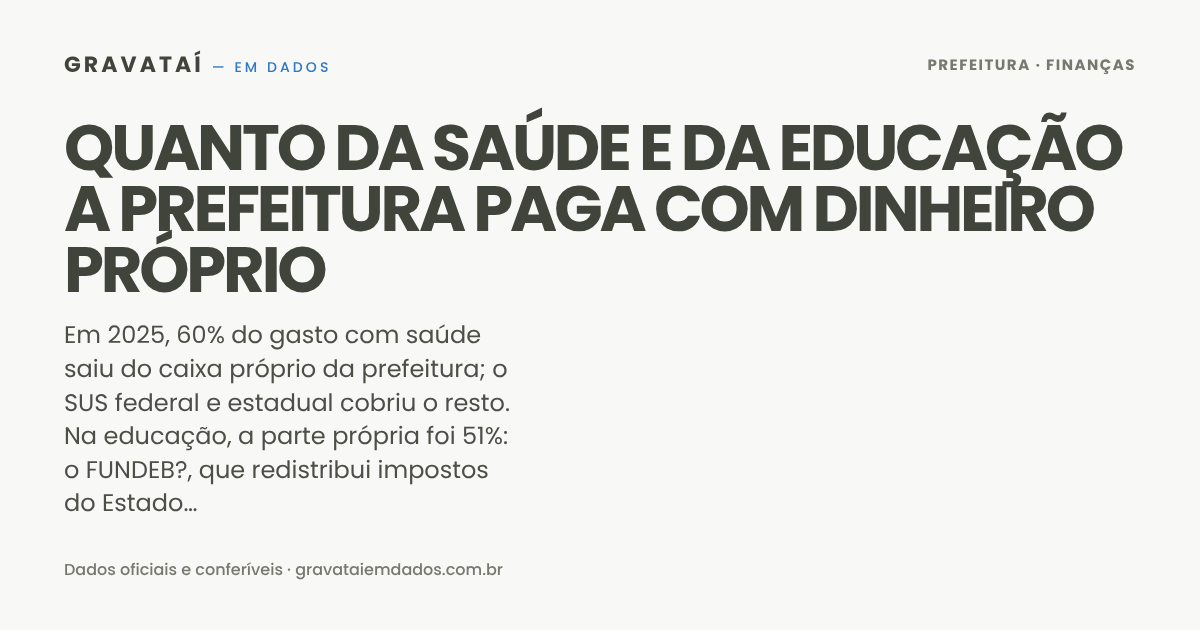 GRAVATAÍ — EM DADOS
PREFEITURA · FINANÇAS
QUANTO DA SAÚDE E DA EDUCAÇÃO
A PREFEITURA PAGA COM DINHEIRO
PRÓPRIO
Em 2025, 60% do gasto com saúde
saiu do caixa próprio da prefeitura; o
SUS federal e estadual cobriu o resto.
Na educação, a parte própria foi 51%:
o FUNDEB?, que redistribui impostos
do Estado…
Dados oficiais e conferíveis · gravataiemdados.com.br